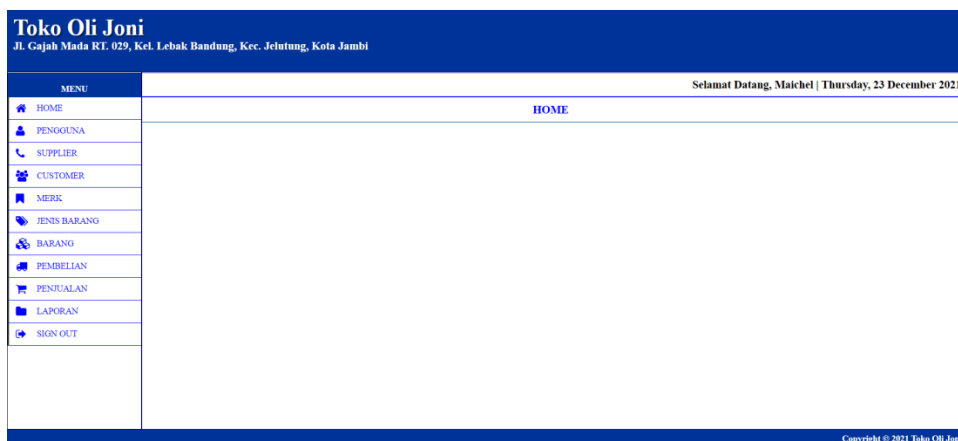 Toko Oli Joni
Jl. Gajah Mada RT. 029, Kel. Lebak Bandung, Kec. Jelutung, Kota Jambi
MENU
Selamat Datang, Maichel | Thursday, 23 December 2021
HOME
HOME
PENGGUNA
SUPPLIER
CUSTOMER
MERK
JENIS BARANG
BARANG
PEMBELIAN
PENJUALAN
LAPORAN
SIGN OUT
Copyright © 2021 Toko Oli Joni